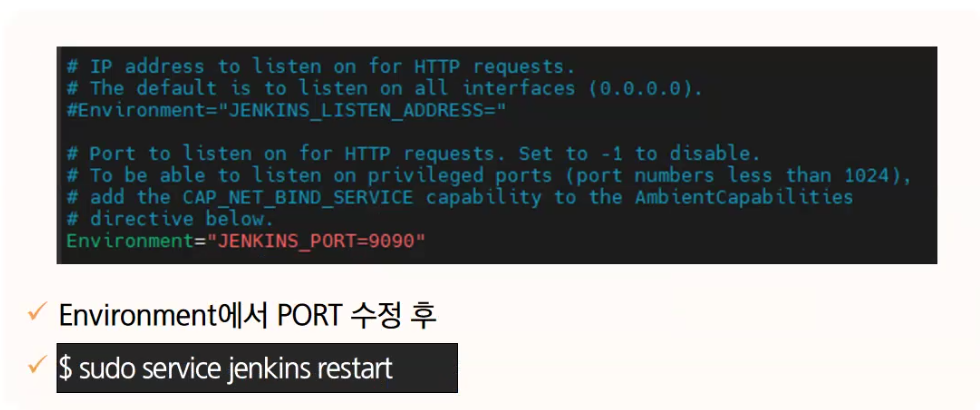 # IP address to listen on for HTTP requests.
# The default is to listen on all interfaces (0.0.0.0).
#Environment="JENKINS_LISTEN_ADDRESS="
# Port to listen on for HTTP requests. Set to -1 to disable.
# To be able to listen on privileged ports (port numbers less than 1024),
# add the CAP_NET_BIND_SERVICE capability to the AmbientCapabilities
# directive below.
Environment="JENKINS_PORT=9090"
✓ Environment에서 PORT 수정 후
✓ $ sudo service jenkins restart